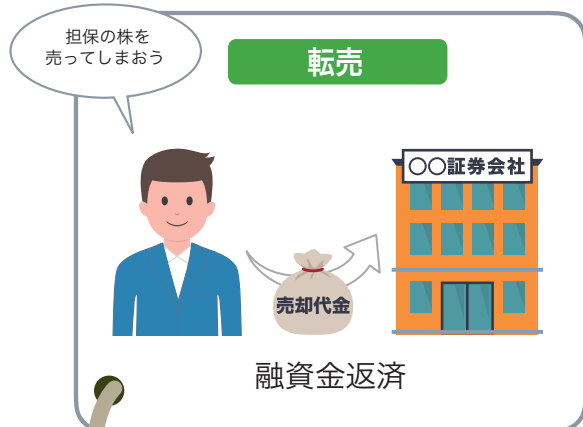 担保の株を
売ってしまおう
転売
〇〇証券会社
売却代金
融資金返済